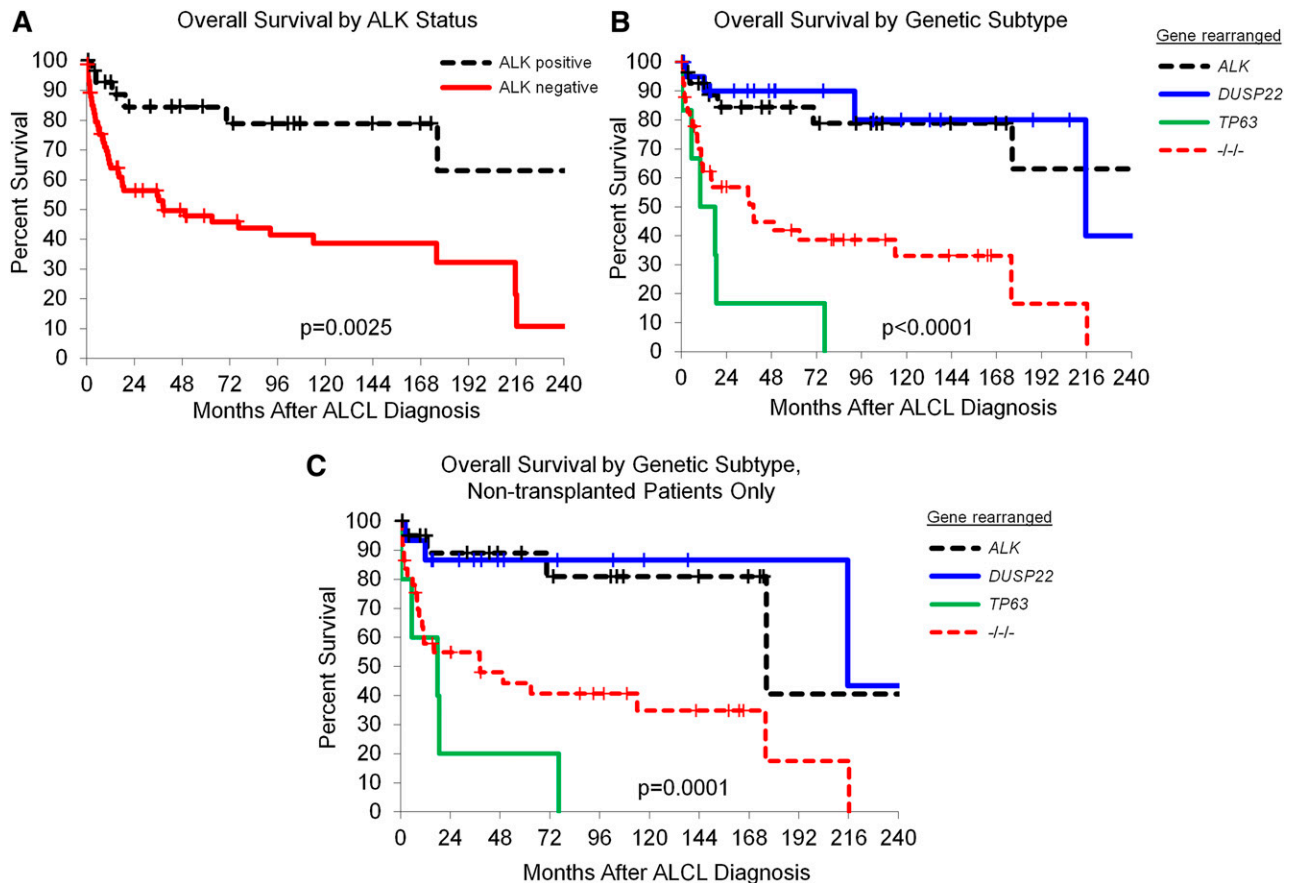 A
Overall Survival by ALK Status
100
90
80
70
60
50
40
30
20
10
0
Percent Survival
ALK positive
ALK negative
p=0.0025
0 24 48 72 96 120 144 168 192 216 240
Months After ALCL Diagnosis
B
Overall Survival by Genetic Subtype
100
90
80
70
60
50
40
30
20
10
0
Percent Survival
Gene rearranged
ALK
DUSP22
TP63
-/-/-
p<0.0001
0 24 48 72 96 120 144 168 192 216 240
Months After ALCL Diagnosis
C
Overall Survival by Genetic Subtype,
Non-transplanted Patients Only
100
90
80
70
60
50
40
30
20
10
0
Percent Survival
Gene rearranged
ALK
DUSP22
TP63
-/-/-
p=0.0001
0 24 48 72 96 120 144 168 192 216 240
Months After ALCL Diagnosis